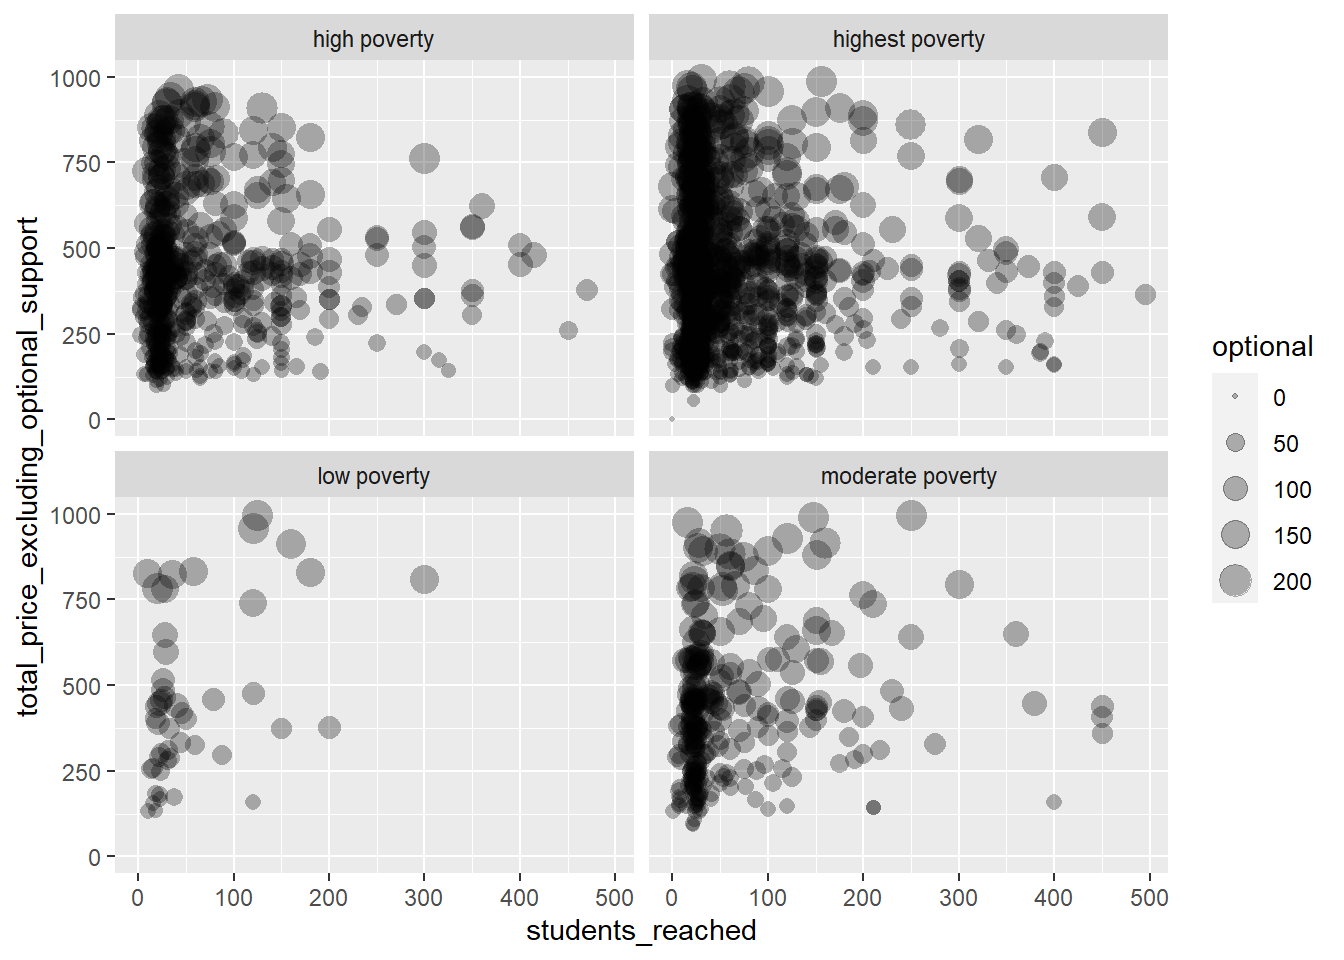 high poverty
highest poverty
1000
750
500
250
0
low poverty
moderate poverty
1000
750
500
250
0
0 100 200 300 400 500
0 100 200 300 400 500
students_reached
total_price_excluding_optional_support
optional
0
50
100
150
200